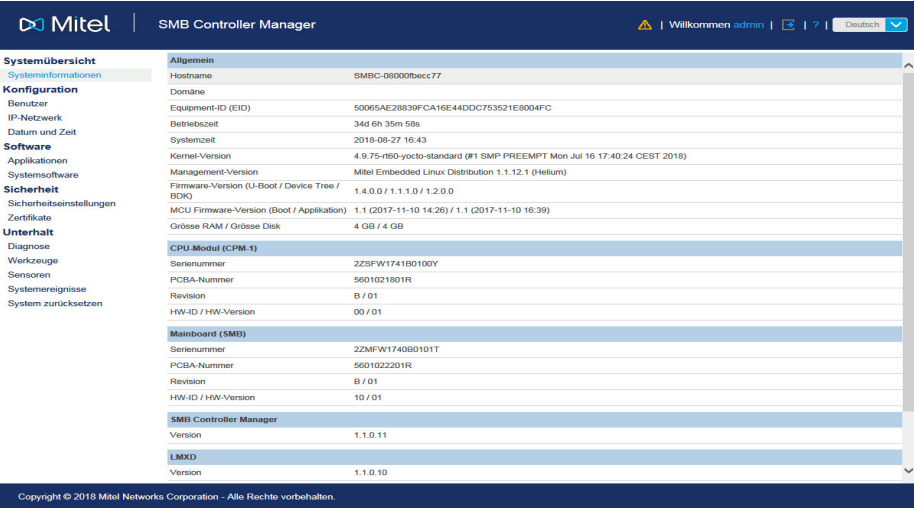 Mitel | SMB Controller Manager
| Willkommen admin | | ? | Deutsch
Systemübersicht
Systeminformationen
Konfiguration
Benutzer
IP-Netzwerk
Datum und Zeit
Software
Applikationen
Systemsoftware
Sicherheit
Sicherheitseinstellungen
Zertifikate
Unterhalt
Diagnose
Werkzeuge
Sensoren
Systemereignisse
System zurücksetzen
Allgemein
Hostname SMBC-08000fbecc77
Domäne
Equipment-ID (EID) 50065AE28839FCA16E44DDC753521E8004FC
Betriebszeit 34d 6h 35m 58s
Systemzeit 2018-08-27 16:43
Kernel-Version 4.9.75-rt60-yocto-standard (#1 SMP PREEMPT Mon Jul 16 17:40:24 CEST 2018)
Management-Version Mitel Embedded Linux Distribution 1.1.12.1 (Helium)
Firmware-Version (U-Boot / Device Tree /
BDK) 1.4.0.0 / 1.1.1.0 / 1.2.0.0
MCU Firmware-Version (Boot / Applikation) 1.1 (2017-11-10 14:26) / 1.1 (2017-11-10 16:39)
Grösse RAM / Grösse Disk 4 GB / 4 GB
CPU-Modul (CPM-1)
Serienummer 2ZSFW1741B0100Y
PCBA-Nummer 5601021801R
Revision B / 01
HW-ID / HW-Version 00 / 01
Mainboard (SMB)
Serienummer 2ZMFW1740B0101T
PCBA-Nummer 5601022201R
Revision B / 01
HW-ID / HW-Version 10 / 01
SMB Controller Manager
Version 1.1.0.11
LMXD
Version 1.1.0.10
Copyright © 2018 Mitel Networks Corporation - Alle Rechte vorbehalten.